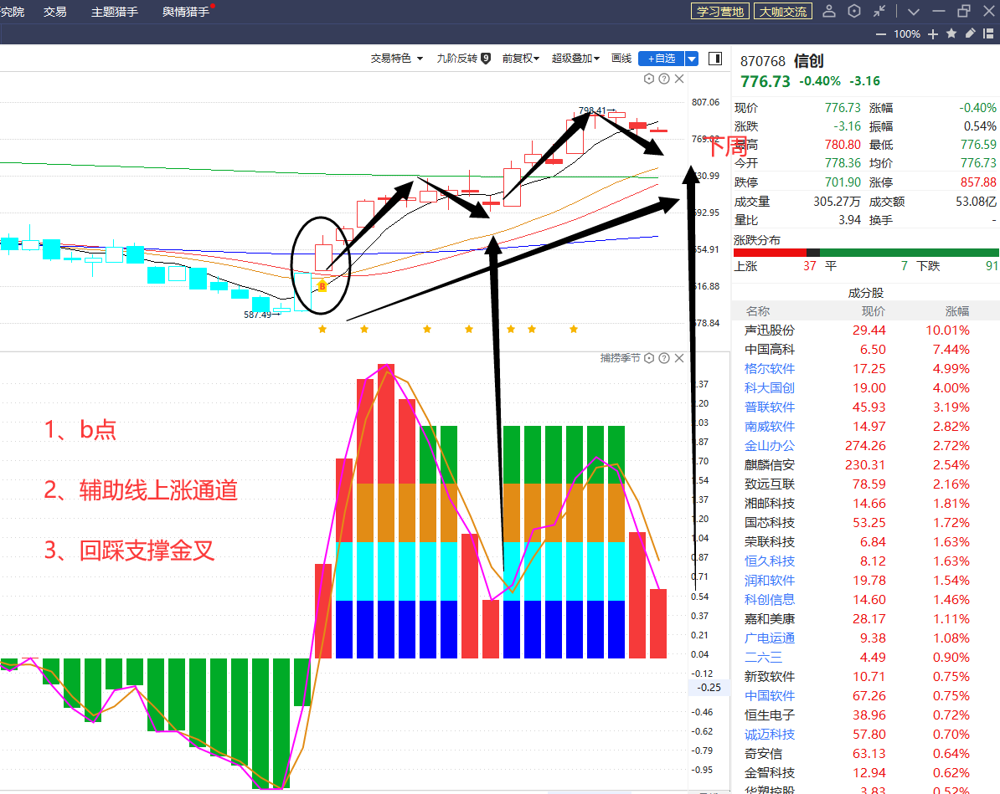 究院 交易 主题猎手 舆情猎手 学习营地 大咖交流
100%
交易特色 九阶反转 9 前复权 超级叠加 画线 +自选
870768 信创
776.73 -0.40% -3.16
现价 776.73 涨幅 -0.40%
涨跌 -3.16 振幅 0.54%
最高 780.80 最低 776.59
今开 778.36 均价 776.73
跌停 701.90 涨停 857.88
成交量 305.27万 成交额 53.08亿
量比 3.94 换手 -
涨跌分布
上涨 37 平 7 下跌 91
成分股
名称 现价 涨幅
声迅股份 29.44 10.01%
中国高科 6.50 7.44%
格尔软件 17.25 4.99%
科大国创 19.00 4.00%
普联软件 45.93 3.19%
南威软件 14.97 2.82%
金山办公 274.26 2.72%
麒麟信安 230.31 2.54%
致远互联 78.59 2.16%
湘邮科技 14.66 1.81%
国芯科技 53.25 1.72%
荣联科技 6.84 1.63%
恒久科技 8.12 1.63%
润和软件 19.78 1.54%
科创信息 14.60 1.46%
嘉和美康 28.17 1.11%
广电运通 9.38 1.08%
二六三 4.49 0.90%
新致软件 10.71 0.75%
中国软件 67.26 0.75%
恒生电子 38.96 0.72%
诚迈科技 57.80 0.70%
奇安信 63.13 0.64%
金智科技 12.94 0.62%
华塑控股 3.83 0.52%
807.06
769.02
730.99
692.95
654.91
616.88
578.84
798.41
587.49
B
下周
捕捞季节
1、b点
2、辅助线上涨通道
3、回踩支撑金叉
.37
.20
.03
.87
.70
.54
.37
.20
.04
0.87
0.71
0.54
0.37
0.21
0.04
-0.12
-0.25
-0.46
-0.62
-0.79
-0.95